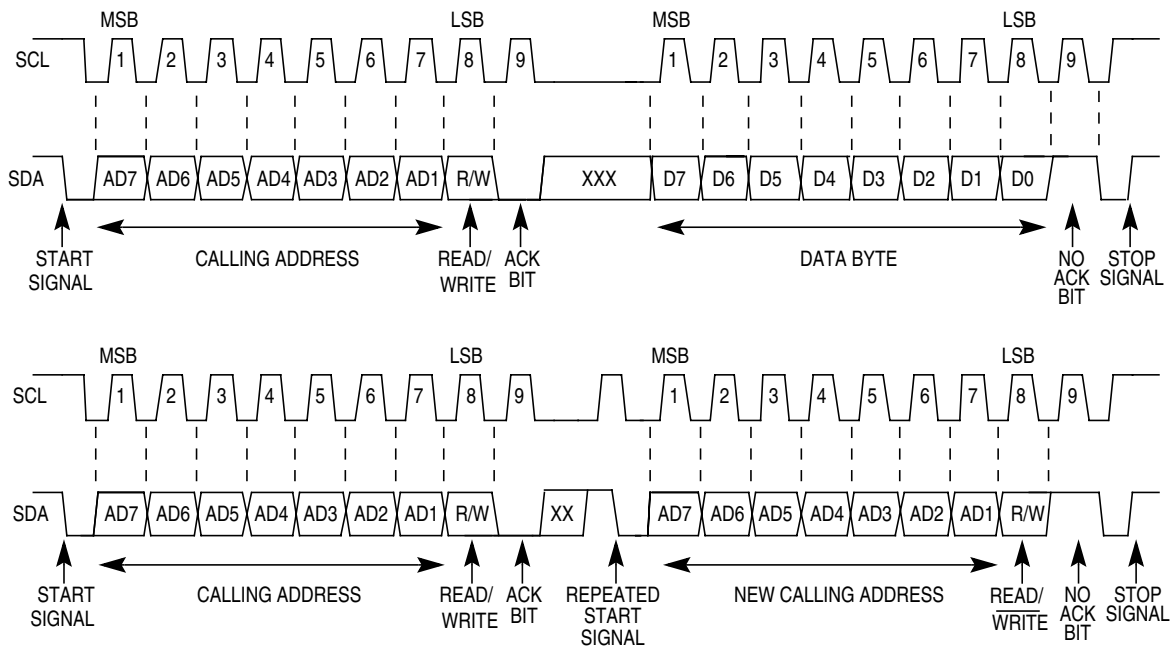 MSB LSB MSB LSB
SCL 1 2 3 4 5 6 7 8 9 1 2 3 4 5 6 7 8 9
SDA AD7 AD6 AD5 AD4 AD3 AD2 AD1 R/W XXX D7 D6 D5 D4 D3 D2 D1 D0
START SIGNAL
CALLING ADDRESS
READ/
WRITE
ACK
BIT
DATA BYTE
NO
ACK
BIT
STOP
SIGNAL
MSB LSB MSB LSB
SCL 1 2 3 4 5 6 7 8 9 1 2 3 4 5 6 7 8 9
SDA AD7 AD6 AD5 AD4 AD3 AD2 AD1 R/W XX AD7 AD6 AD5 AD4 AD3 AD2 AD1 R/W
START
SIGNAL
CALLING ADDRESS
READ/
WRITE
ACK
BIT
REPEATED
START
SIGNAL
NEW CALLING ADDRESS
READ/
WRITE
NO
ACK
BIT
STOP
SIGNAL